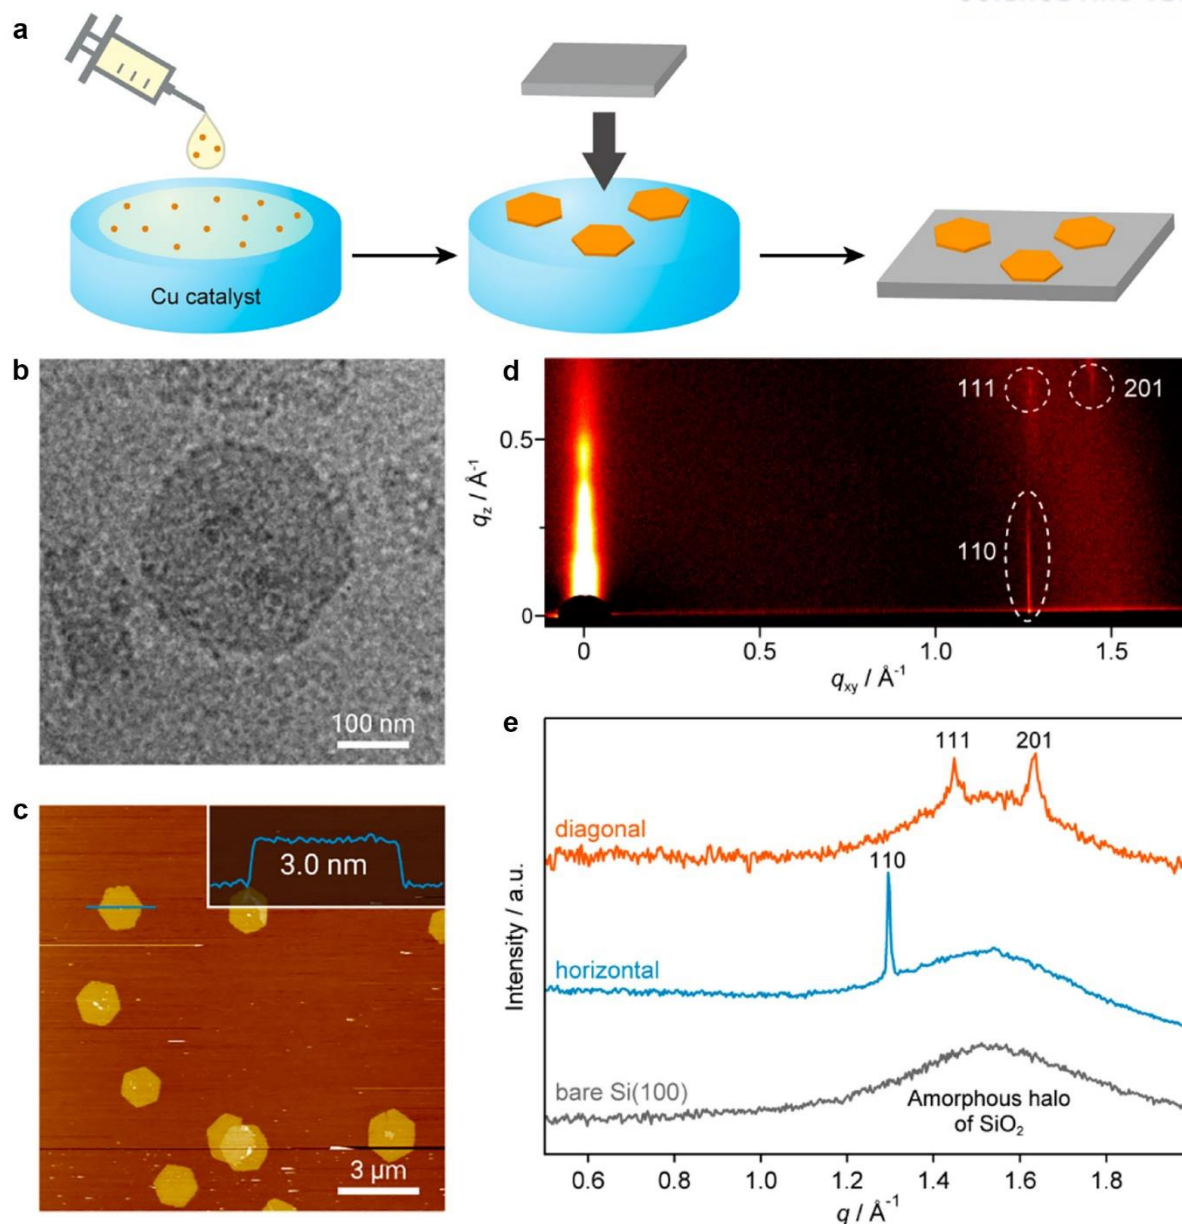 a
Cu catalyst
b
100 nm
c
3.0 nm
3 µm
d
111
201
110
0.5
0
q_z / Å⁻¹
0
0.5
1.0
1.5
q_xy / Å⁻¹
e
111
201
diagonal
110
horizontal
bare Si(100)
Amorphous halo
of SiO₂
Intensity / a.u.
0.6
0.8
1.0
1.2
1.4
1.6
1.8
q / Å⁻¹